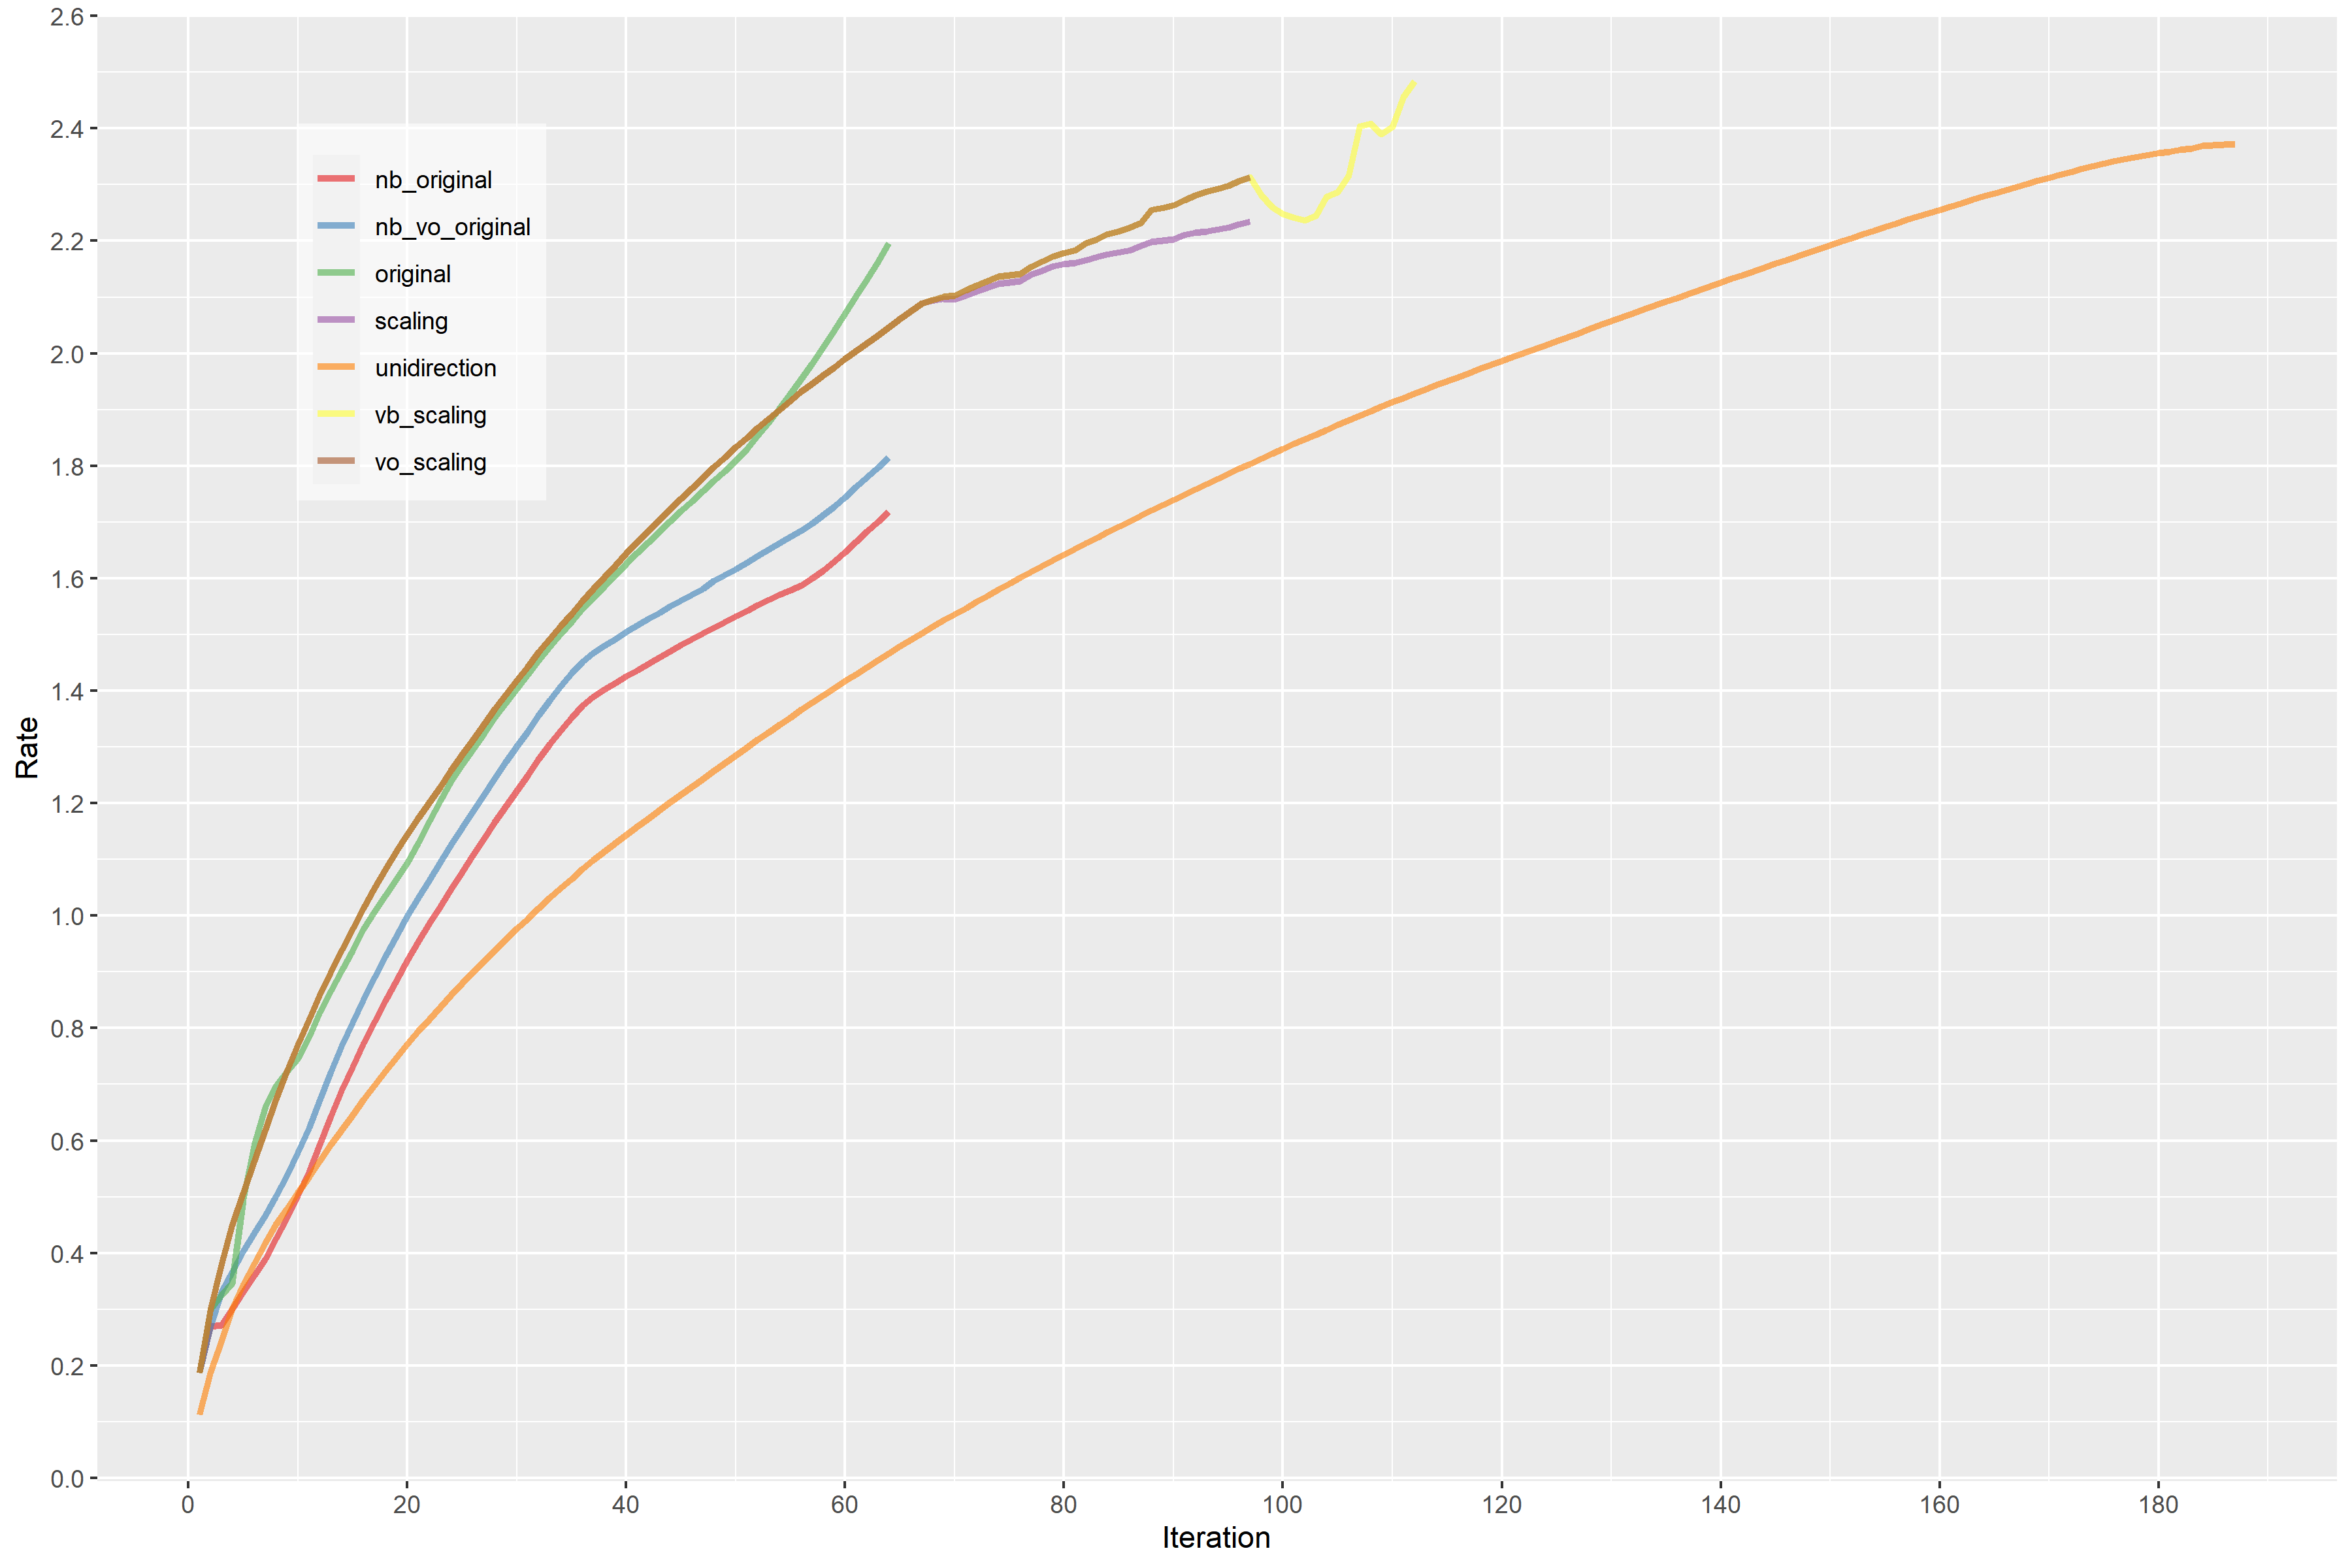 2.6
2.4
2.2
2.0
1.8
1.6
1.4
1.2
1.0
0.8
0.6
0.4
0.2
0.0
Rate
nb_original
nb_vo_original
original
scaling
unidirection
vb_scaling
vo_scaling
0 20 40 60 80 100 120 140 160 180
Iteration